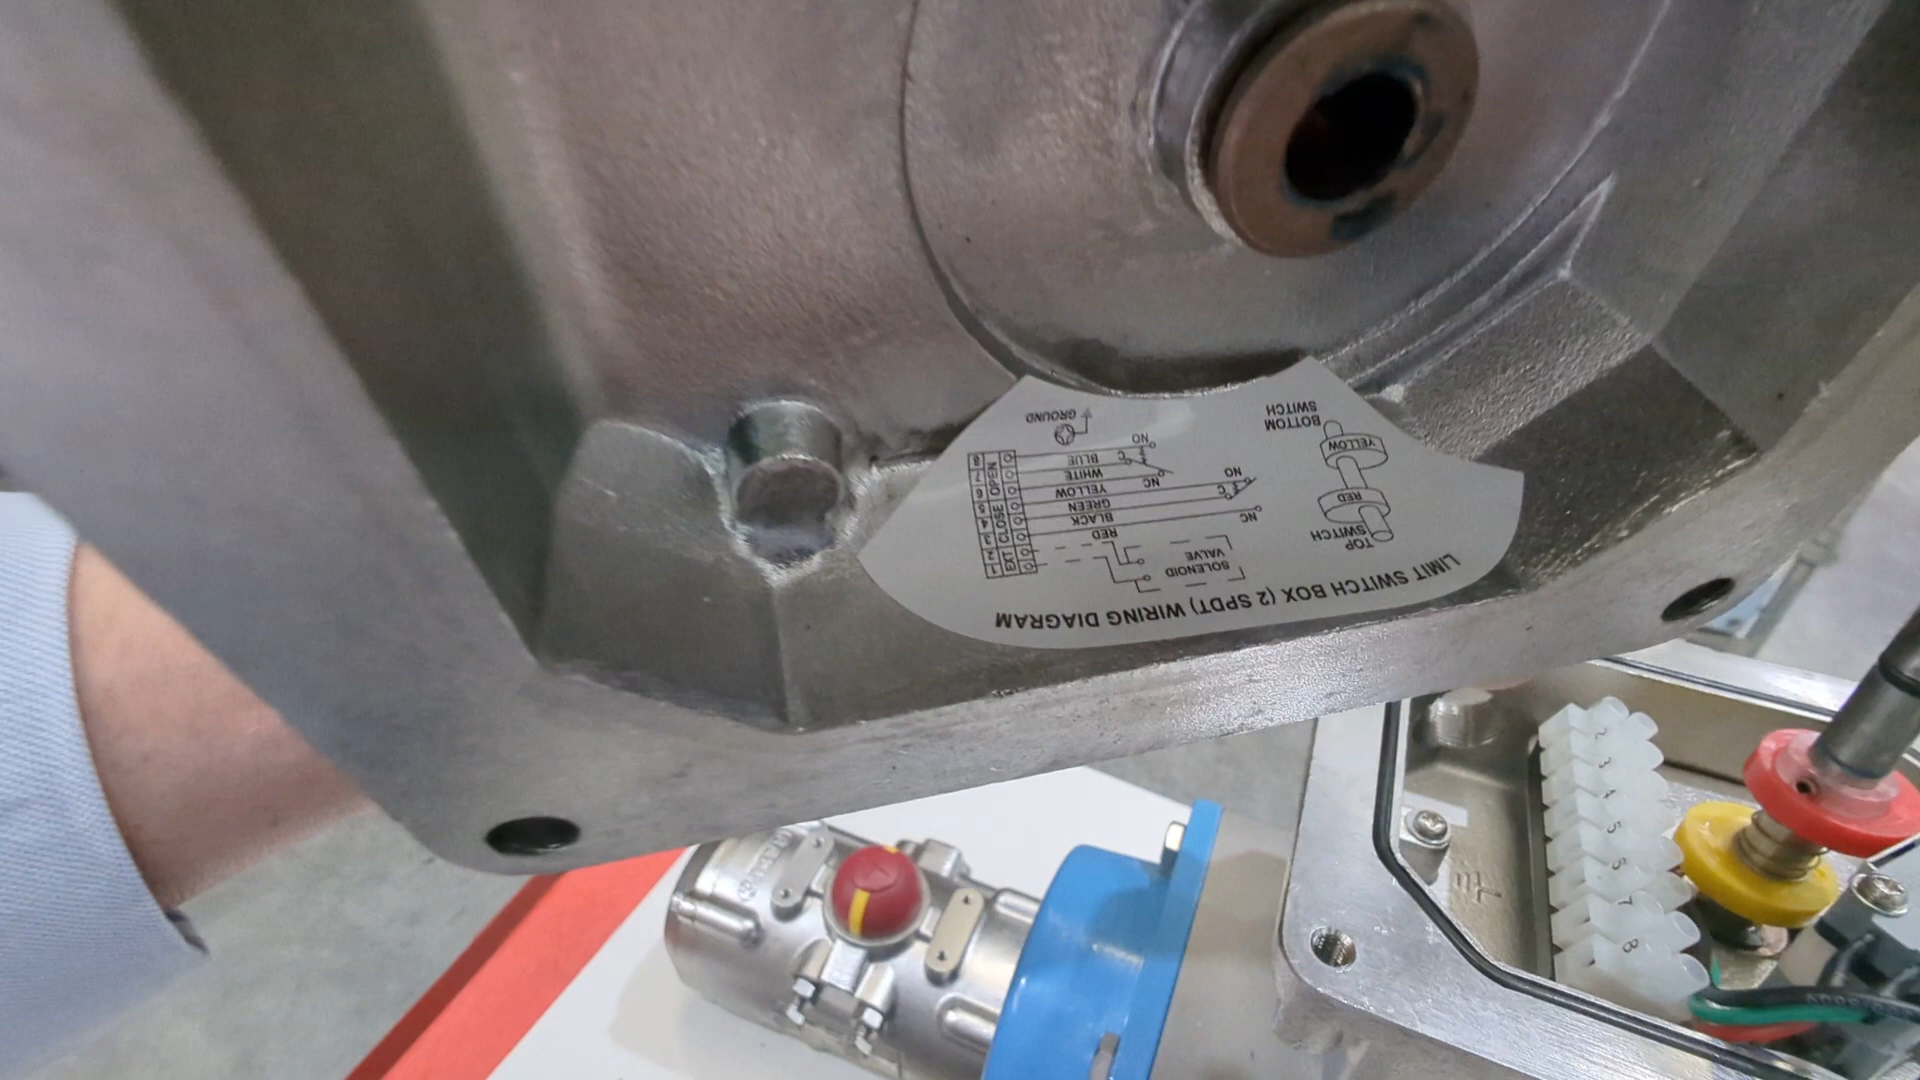 LIMIT SWITCH BOX (2 SPDT) WIRING DIAGRAM
TOP
SWITCH
RED
YELLOW
BOTTOM
SWITCH
SOLENOID
VALVE
NC
C
NO
NC
C
NO
RED
BLACK
GREEN
YELLOW
WHITE
BLUE
GROUND
EXT CLOSE OPEN
1 2 3 4 5 6 7 8
2
3
4
5
6
8